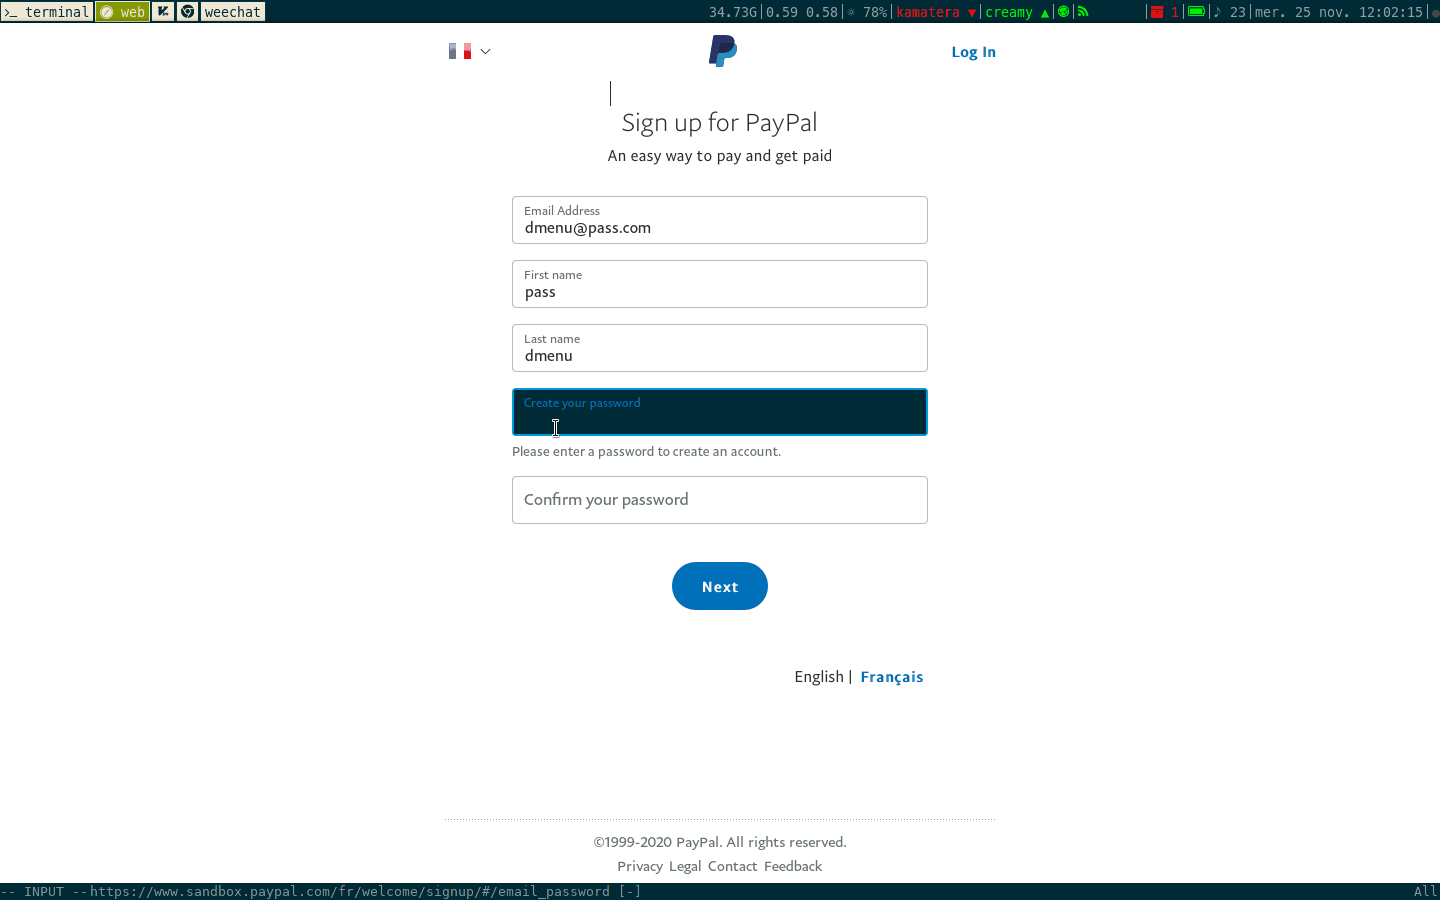 >_ terminal web weechat 34.73G|0.59 0.58|☼ 78%|kamatera ▼|creamy ▲| | 1| |♪ 23|mer. 25 nov. 12:02:15|
Log In
Sign up for PayPal
An easy way to pay and get paid
Email Address
dmenu@pass.com
First name
pass
Last name
dmenu
Create your password
Please enter a password to create an account.
Confirm your password
Next
English | Français
©1999-2020 PayPal. All rights reserved.
Privacy Legal Contact Feedback
-- INPUT -- https://www.sandbox.paypal.com/fr/welcome/signup/#/email_password [-] All